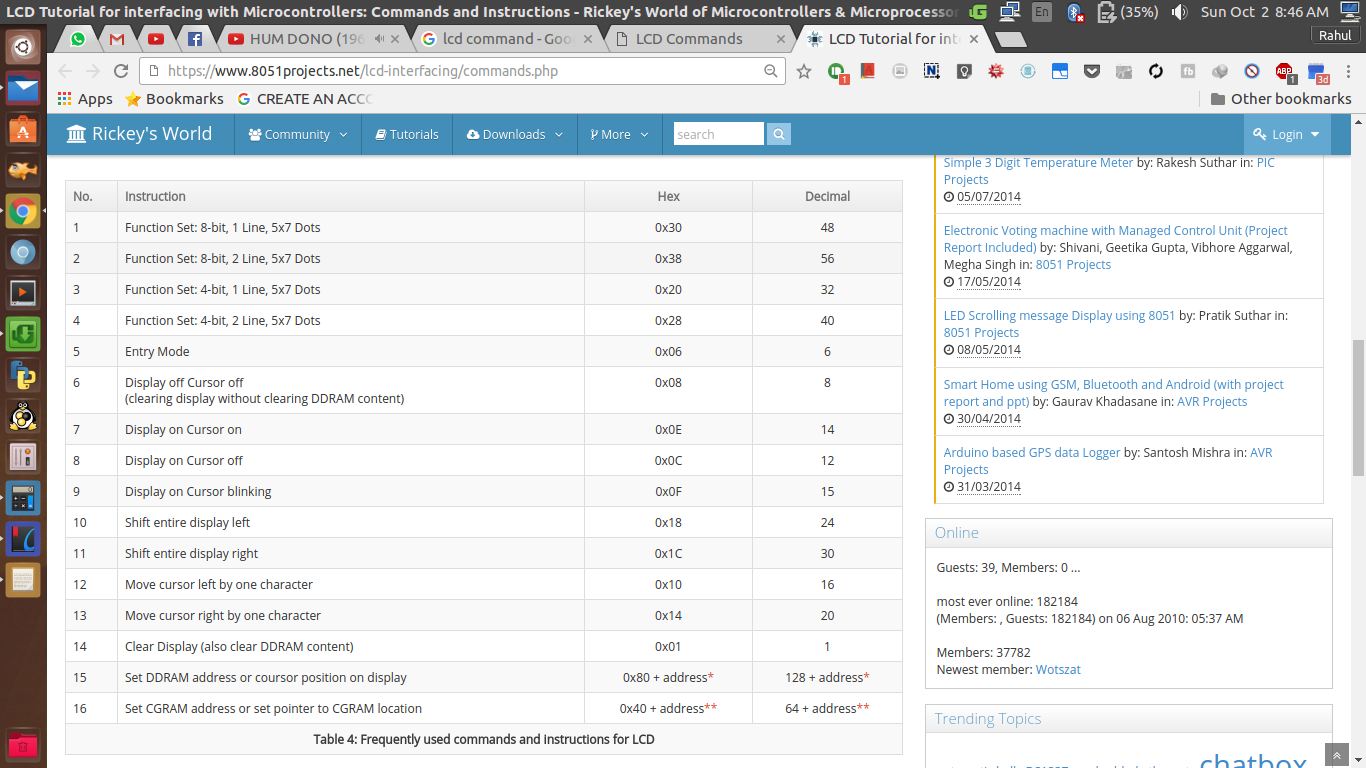 LCD Tutorial for interfacing with Microcontrollers: Commands and Instructions - Rickey's World of Microcontrollers & Microprocessor
En (35%) Sun Oct 2 8:46 AM
HUM DONO (196 lcd command - Goo LCD Commands LCD Tutorial for int Rahul
https://www.8051projects.net/lcd-interfacing/commands.php
1 1 3d
Apps Bookmarks CREATE AN ACCO Other bookmarks
Rickey's World Community Tutorials Downloads More search Login
No. Instruction Hex Decimal
1 Function Set: 8-bit, 1 Line, 5x7 Dots 0x30 48
2 Function Set: 8-bit, 2 Line, 5x7 Dots 0x38 56
3 Function Set: 4-bit, 1 Line, 5x7 Dots 0x20 32
4 Function Set: 4-bit, 2 Line, 5x7 Dots 0x28 40
5 Entry Mode 0x06 6
6 Display off Cursor off 0x08 8
(clearing display without clearing DDRAM content)
7 Display on Cursor on 0x0E 14
8 Display on Cursor off 0x0C 12
9 Display on Cursor blinking 0x0F 15
10 Shift entire display left 0x18 24
11 Shift entire display right 0x1C 30
12 Move cursor left by one character 0x10 16
13 Move cursor right by one character 0x14 20
14 Clear Display (also clear DDRAM content) 0x01 1
15 Set DDRAM address or coursor position on display 0x80 + address* 128 + address*
16 Set CGRAM address or set pointer to CGRAM location 0x40 + address** 64 + address**
Table 4: Frequently used commands and instructions for LCD
Simple 3 Digit Temperature Meter by: Rakesh Suthar in: PIC
Projects
05/07/2014
Electronic Voting machine with Managed Control Unit (Project
Report Included) by: Shivani, Geetika Gupta, Vibhore Aggarwal,
Megha Singh in: 8051 Projects
17/05/2014
LED Scrolling message Display using 8051 by: Pratik Suthar in:
8051 Projects
08/05/2014
Smart Home using GSM, Bluetooth and Android (with project
report and ppt) by: Gaurav Khadasane in: AVR Projects
30/04/2014
Arduino based GPS data Logger by: Santosh Mishra in: AVR
Projects
31/03/2014
Online
Guests: 39, Members: 0 ...
most ever online: 182184
(Members: , Guests: 182184) on 06 Aug 2010: 05:37 AM
Members: 37782
Newest member: Wotszat
Trending Topics
chatbox